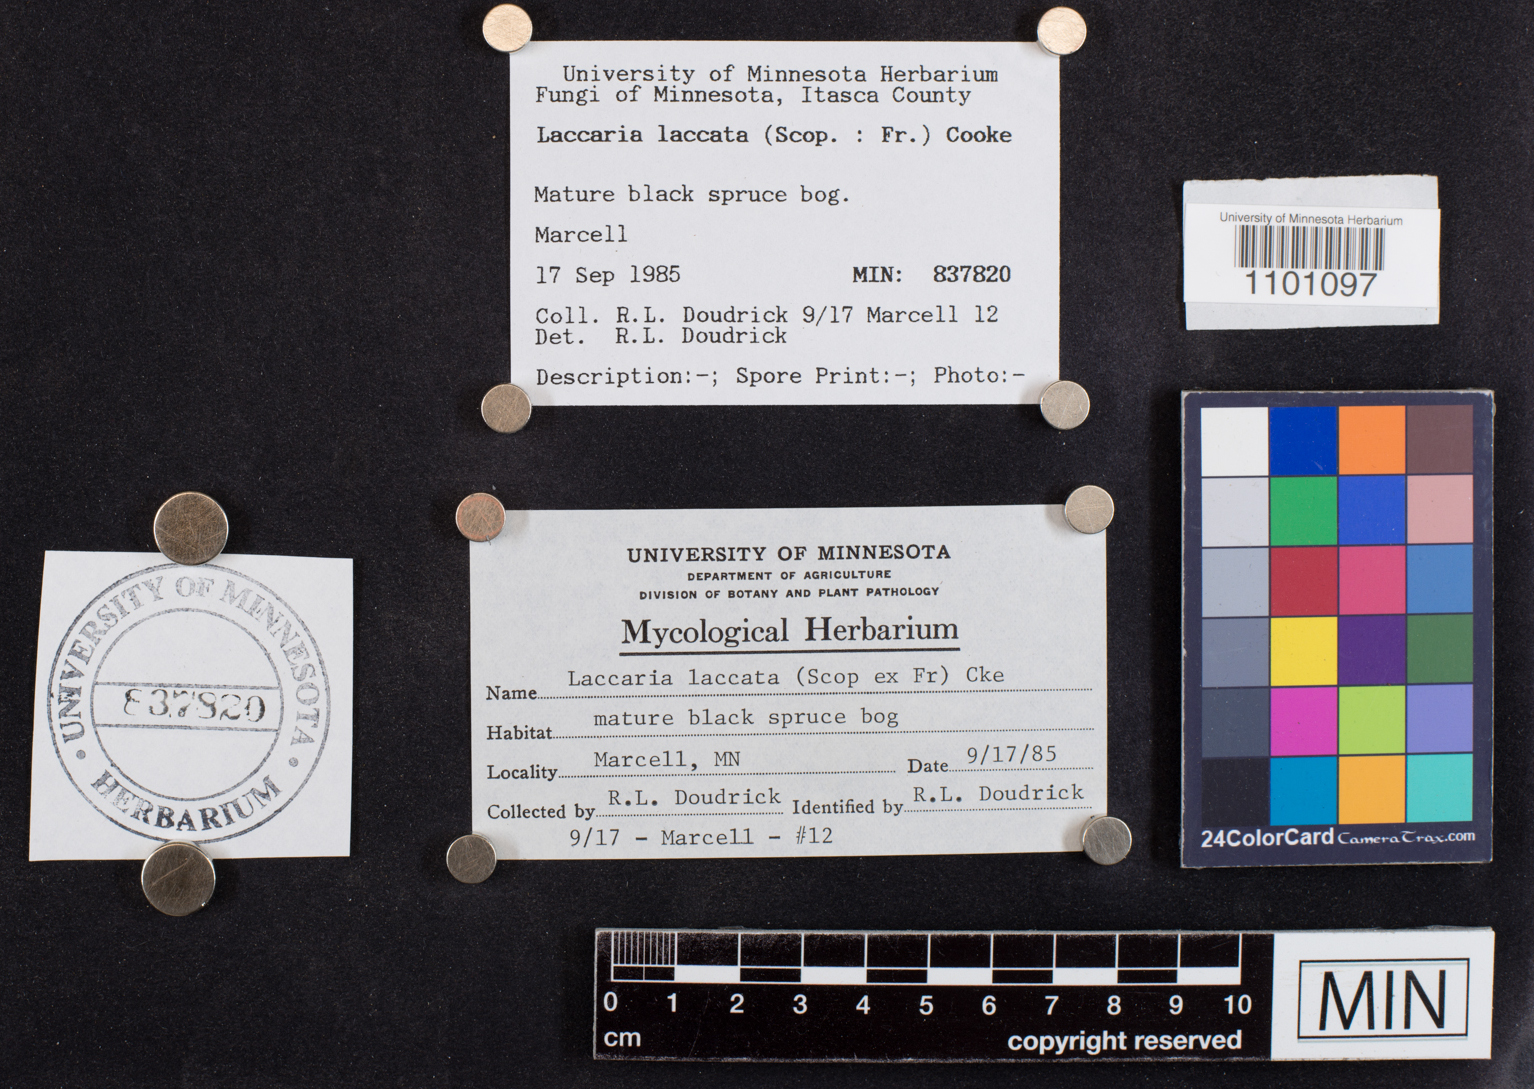 University of Minnesota Herbarium
Fungi of Minnesota, Itasca County
Laccaria laccata (Scop. : Fr.) Cooke
Mature black spruce bog.
Marcell
17 Sep 1985 MIN: 837820
Coll. R.L. Doudrick 9/17 Marcell 12
Det. R.L. Doudrick
Description:-; Spore Print:-; Photo:-
University of Minnesota Herbarium
1101097
UNIVERSITY OF MINNESOTA
837820
HERBARIUM
UNIVERSITY OF MINNESOTA
DEPARTMENT OF AGRICULTURE
DIVISION OF BOTANY AND PLANT PATHOLOGY
Mycological Herbarium
Name Laccaria laccata (Scop ex Fr) Cke
Habitat mature black spruce bog
Locality Marcell, MN Date 9/17/85
Collected by R.L. Doudrick Identified by R.L. Doudrick
9/17 - Marcell - #12
24ColorCard CameraTrax.com
0 1 2 3 4 5 6 7 8 9 10
cm copyright reserved
MIN